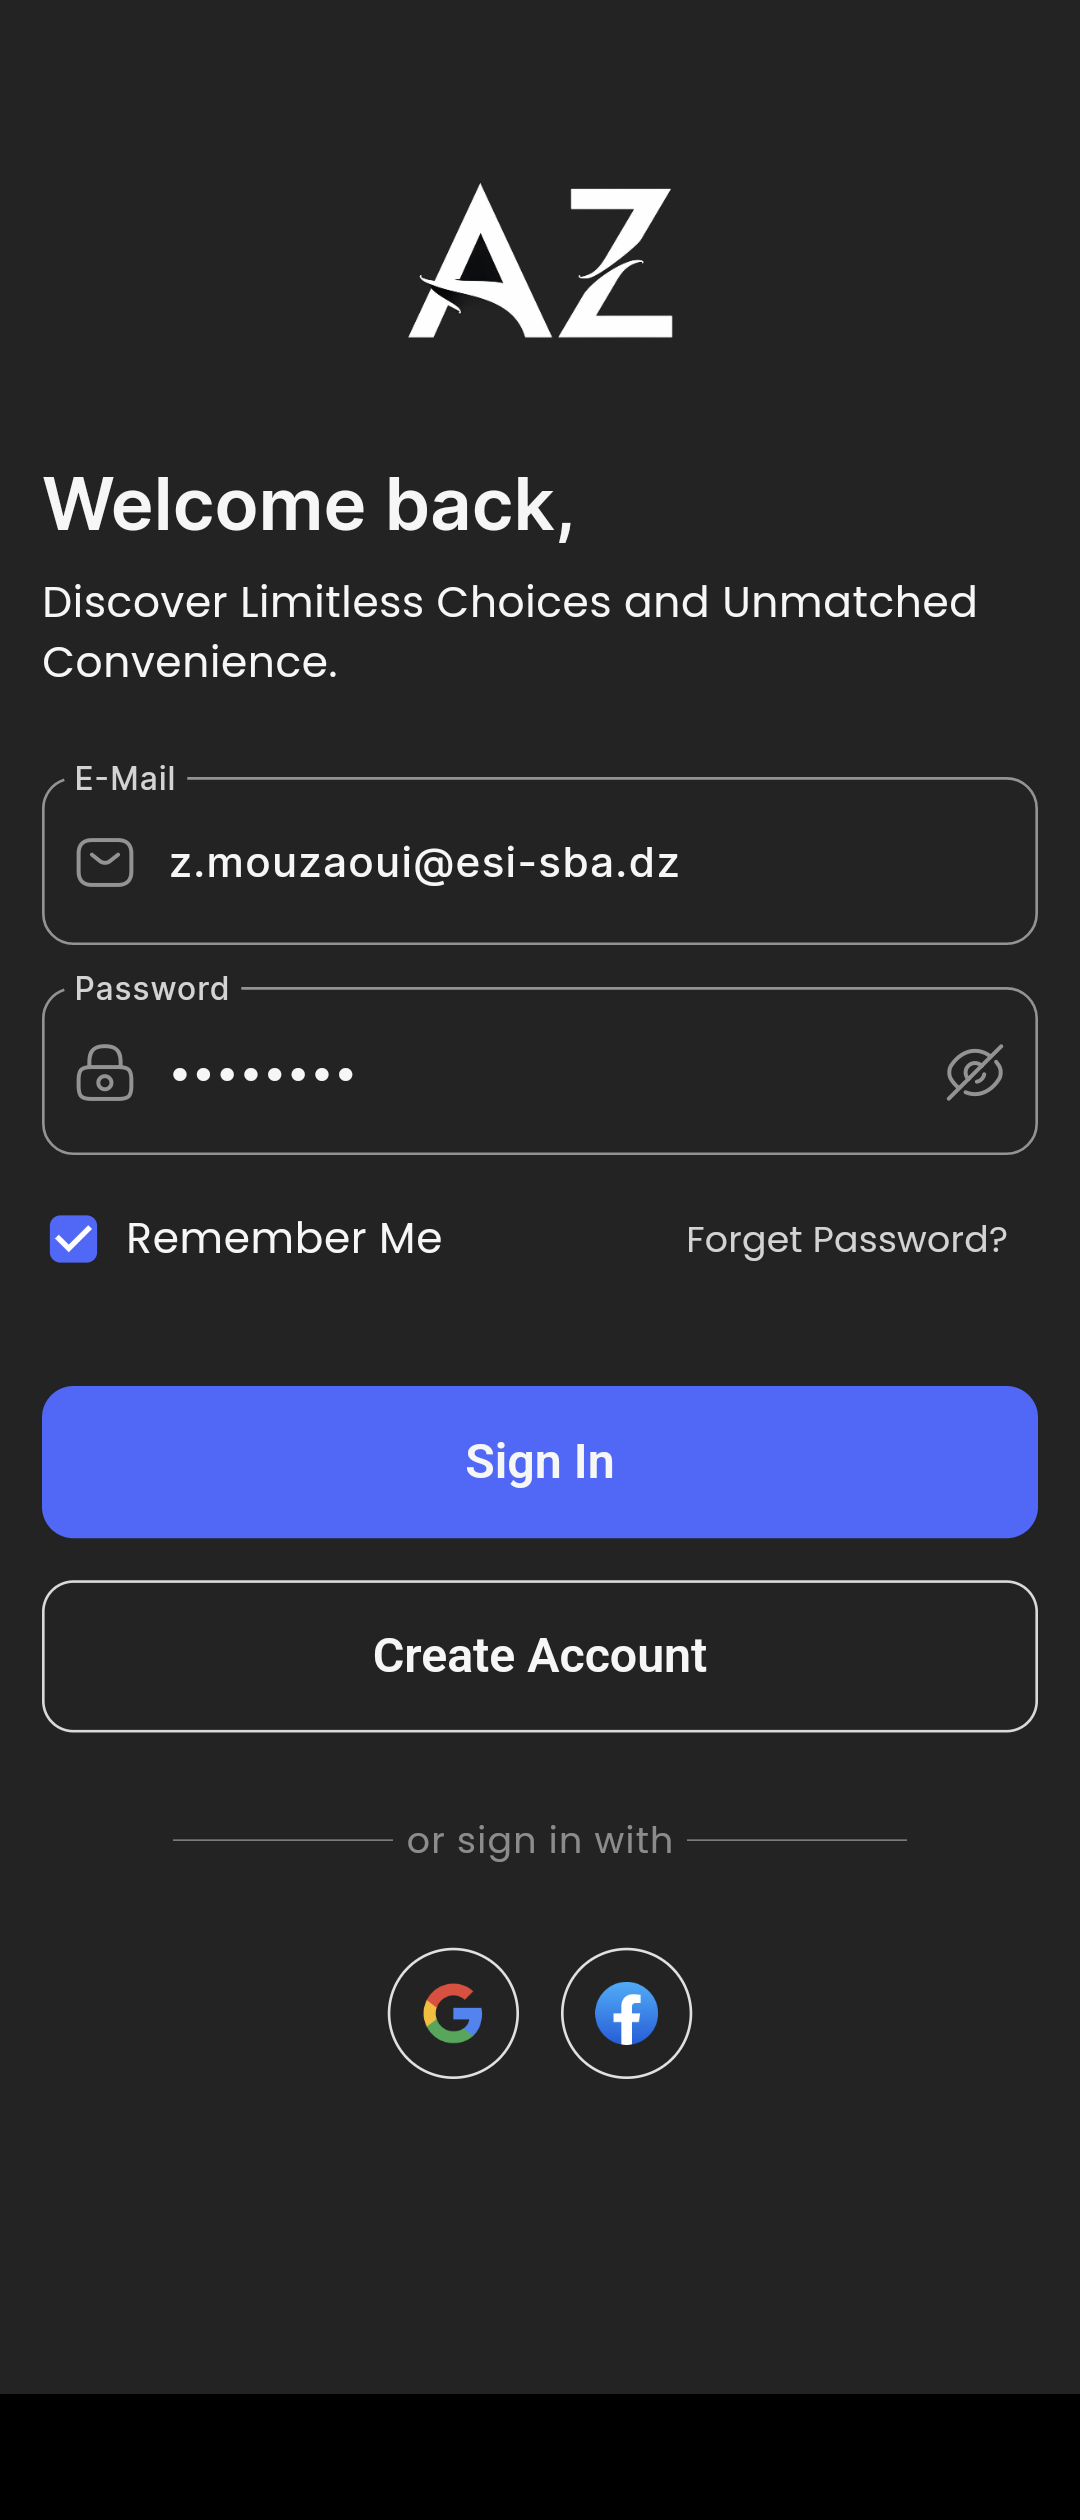 AZ
Welcome back,
Discover Limitless Choices and Unmatched
Convenience.
E-Mail
z.mouzaoui@esi-sba.dz
Password
••••••••
Remember Me
Forget Password?
Sign In
Create Account
or sign in with